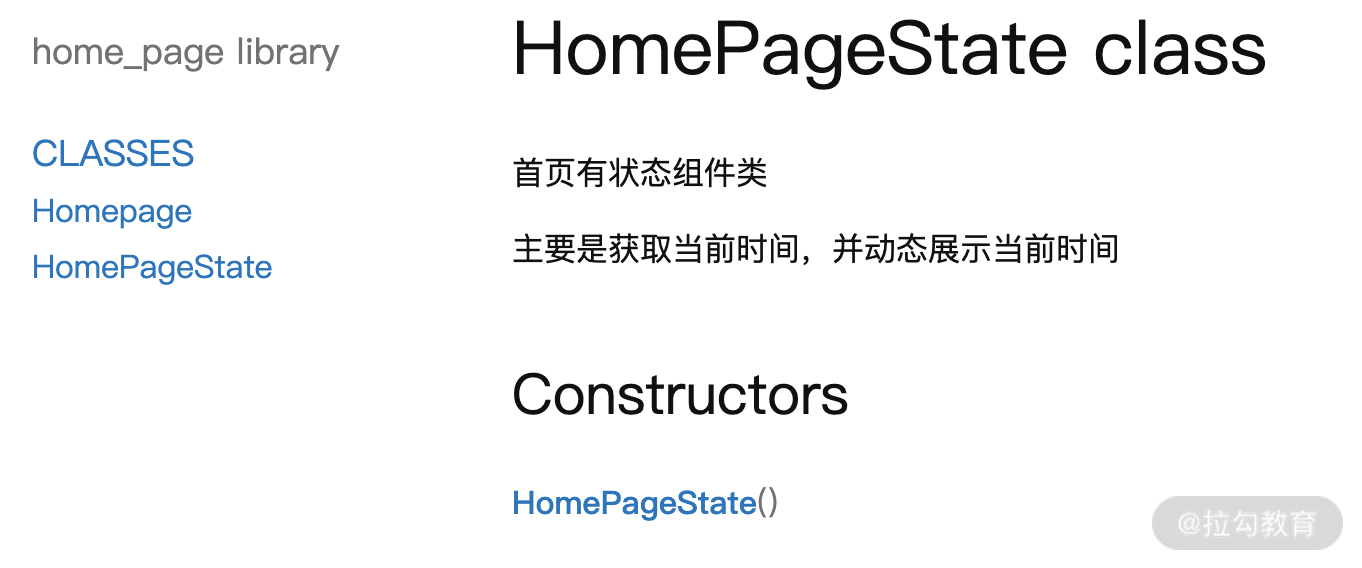 home_page library
CLASSES
Homepage
HomePageState
HomePageState class
首页有状态组件类
主要是获取当前时间，并动态展示当前时间
Constructors
HomePageState()
@拉勾教育